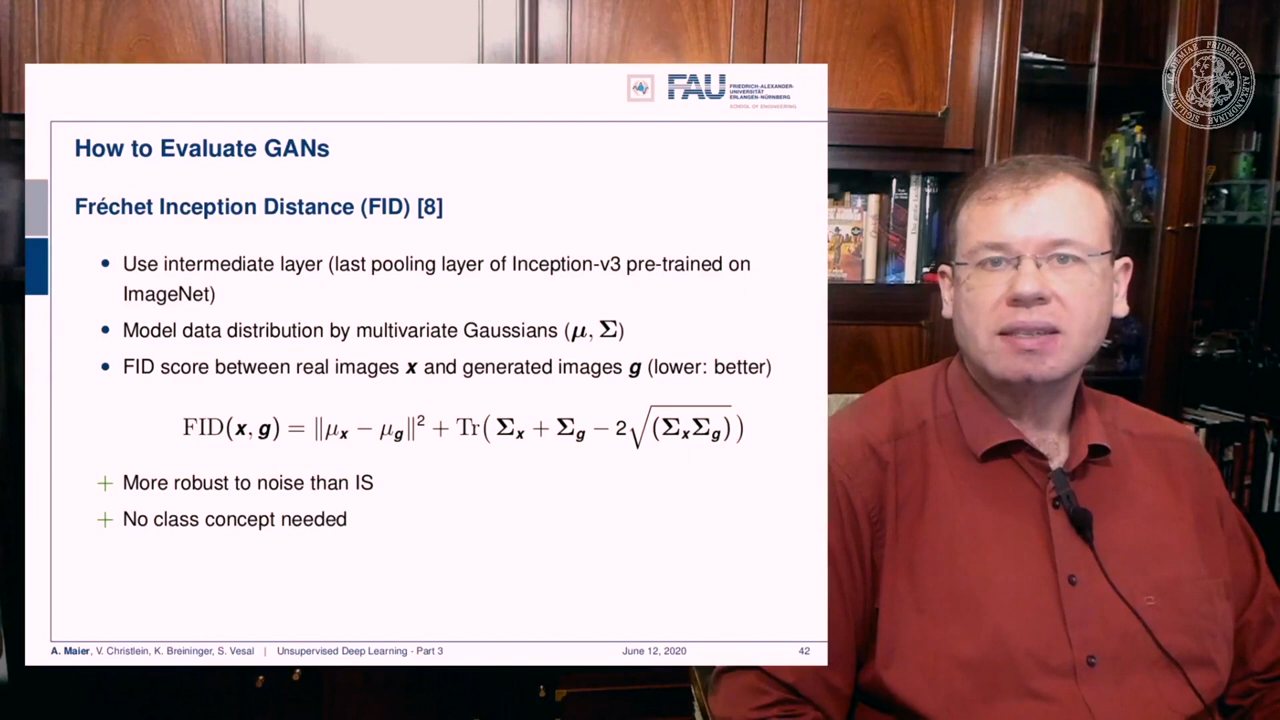 FAU
FRIEDRICH-ALEXANDER-
UNIVERSITÄT
ERLANGEN-NÜRNBERG
SCHOOL OF ENGINEERING
How to Evaluate GANs
Fréchet Inception Distance (FID) [8]
• Use intermediate layer (last pooling layer of Inception-v3 pre-trained on
ImageNet)
• Model data distribution by multivariate Gaussians (μ, Σ)
• FID score between real images x and generated images g (lower: better)
FID(x, g) = ‖μx − μg‖² + Tr( Σx + Σg − 2√(ΣxΣg) )
+ More robust to noise than IS
+ No class concept needed
A. Maier, V. Christlein, K. Breininger, S. Vesal | Unsupervised Deep Learning - Part 3 June 12, 2020 42